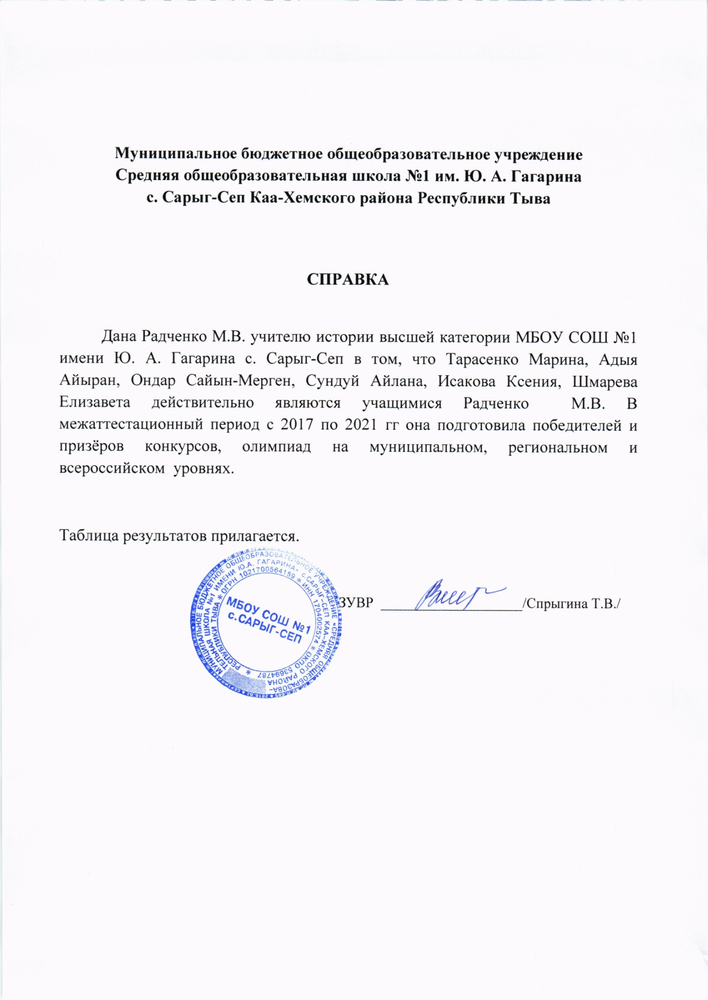 Муниципальное бюджетное общеобразовательное учреждение
Средняя общеобразовательная школа №1 им. Ю. А. Гагарина
с. Сарыг-Сеп Каа-Хемского района Республики Тыва
СПРАВКА
Дана Радченко М.В. учителю истории высшей категории МБОУ СОШ №1
имени Ю. А. Гагарина с. Сарыг-Сеп в том, что Тарасенко Марина, Адыя
Айыран, Ондар Сайын-Мерген, Сундуй Айлана, Исакова Ксения, Шмарева
Елизавета действительно являются учащимися Радченко М.В. В
межаттестационный период с 2017 по 2021 гг она подготовила победителей и
призёров конкурсов, олимпиад на муниципальном, региональном и
всероссийском уровнях.
Таблица результатов прилагается.
ЗУВР ____________________/Спрыгина Т.В./
МУНИЦИПАЛЬНОЕ БЮДЖЕТНОЕ ОБЩЕОБРАЗОВАТЕЛЬНОЕ УЧРЕЖДЕНИЕ «СРЕДНЯЯ ОБЩЕОБРАЗОВА-
ТЕЛЬНАЯ ШКОЛА №1 ИМЕНИ Ю.А. ГАГАРИНА» с.САРЫГ-СЕП КАА-ХЕМСКОГО РАЙОНА
РЕСПУБЛИКИ ТЫВА * ОГРН 1021700564159 * ИНН 1704002574 * ОКПО 53694787 *
МБОУ СОШ №1
с.САРЫГ-СЕП